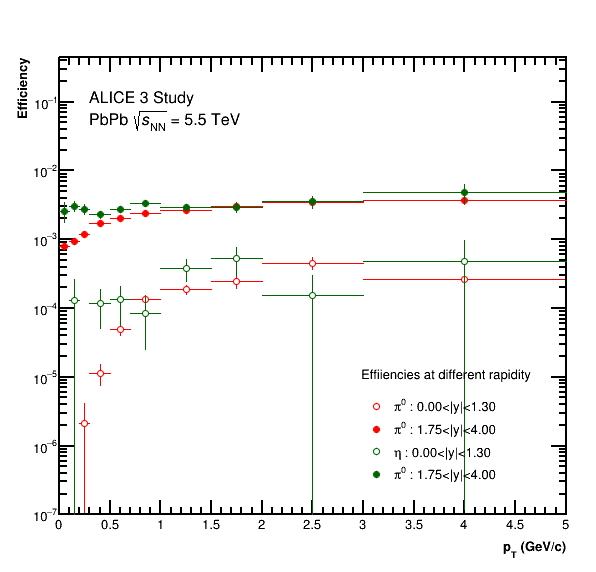 Efficiency
ALICE 3 Study
PbPb √sNN = 5.5 TeV
10⁻¹
10⁻²
10⁻³
10⁻⁴
10⁻⁵
10⁻⁶
10⁻⁷
Effiiencies at different rapidity
π⁰ : 0.00<|y|<1.30
π⁰ : 1.75<|y|<4.00
η : 0.00<|y|<1.30
π⁰ : 1.75<|y|<4.00
0 0.5 1 1.5 2 2.5 3 3.5 4 4.5 5
pT (GeV/c)